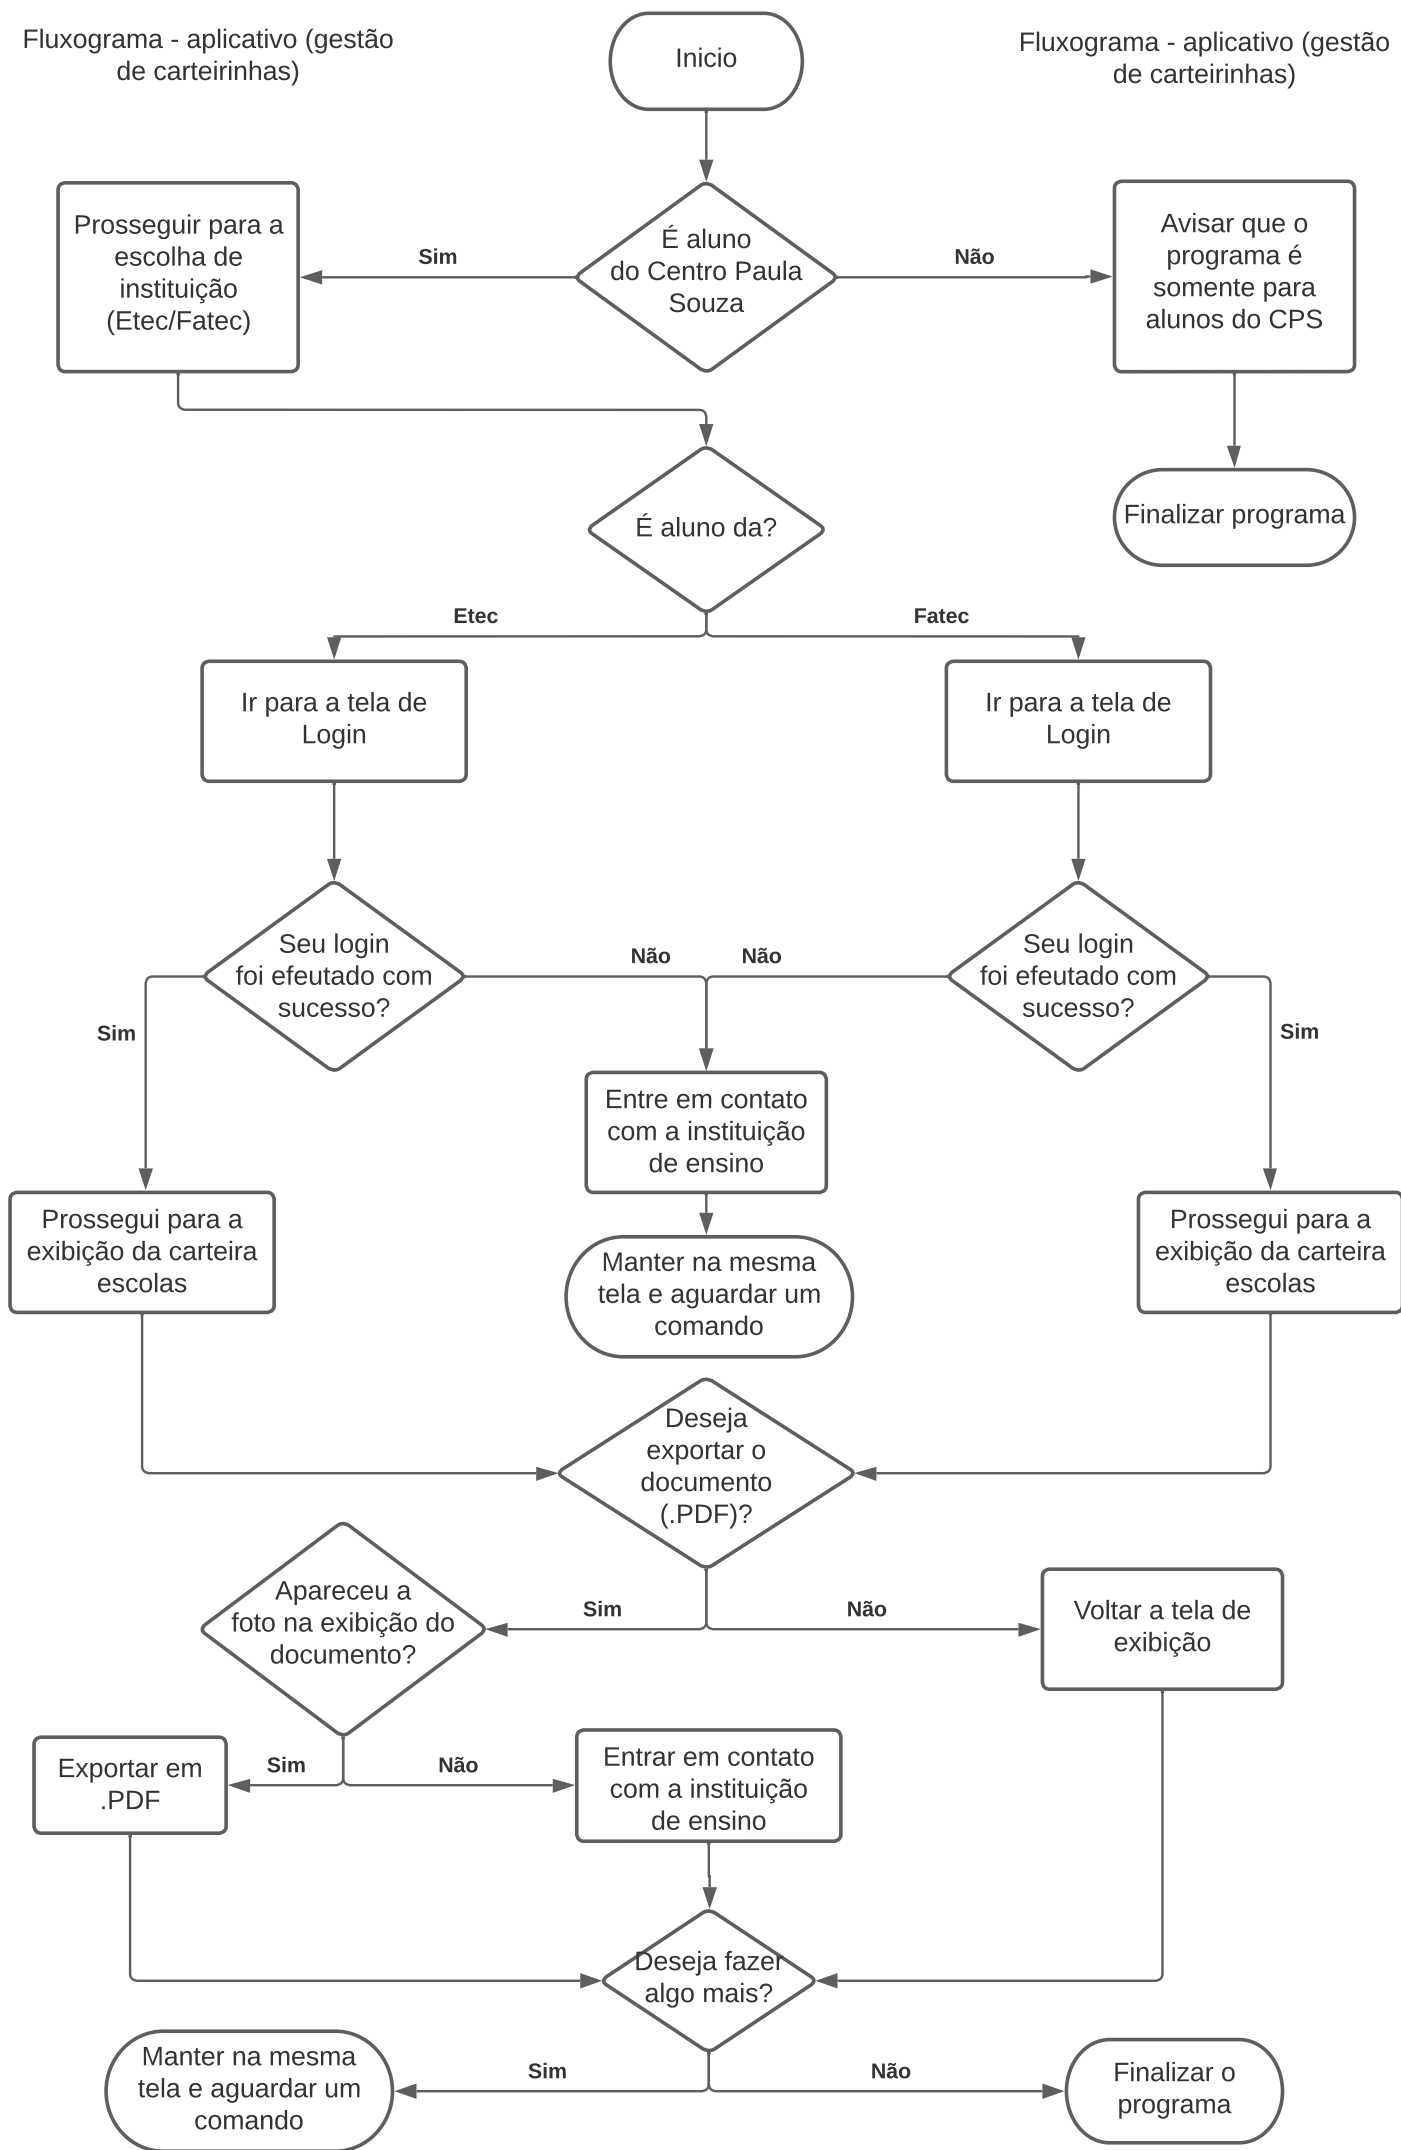 Fluxograma - aplicativo (gestão
de carteirinhas)
Inicio
Fluxograma - aplicativo (gestão
de carteirinhas)
Prosseguir para a
escolha de
instituição
(Etec/Fatec)
Sim
É aluno
do Centro Paula
Souza
Não
Avisar que o
programa é
somente para
alunos do CPS
É aluno da?
Finalizar programa
Etec
Fatec
Ir para a tela de
Login
Ir para a tela de
Login
Seu login
foi efeutado com
sucesso?
Não
Não
Seu login
foi efeutado com
sucesso?
Sim
Sim
Entre em contato
com a instituição
de ensino
Prossegui para a
exibição da carteira
escolas
Manter na mesma
tela e aguardar um
comando
Prossegui para a
exibição da carteira
escolas
Deseja
exportar o
documento
(.PDF)?
Apareceu a
foto na exibição do
documento?
Sim
Não
Voltar a tela de
exibição
Exportar em
.PDF
Sim
Não
Entrar em contato
com a instituição
de ensino
Deseja fazer
algo mais?
Manter na mesma
tela e aguardar um
comando
Sim
Não
Finalizar o
programa